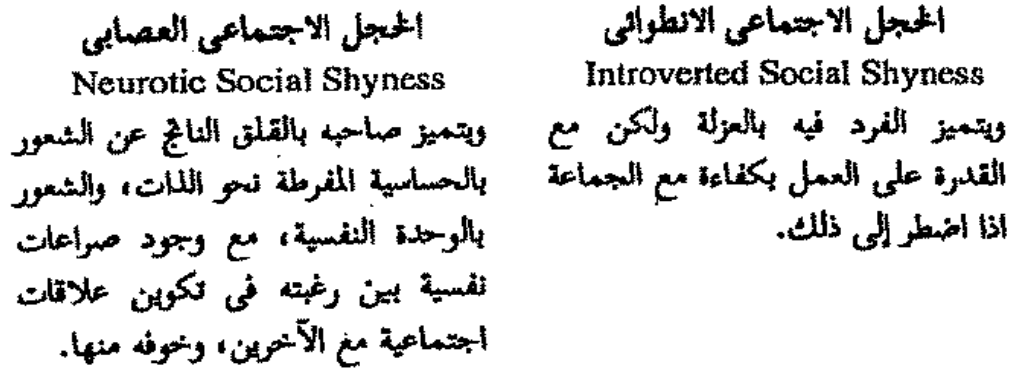 الخجل الاجتماعى الانطوائى
Introverted Social Shyness
ويتميز الفرد فيه بالعزلة ولكن مع
القدرة على العمل بكفاءة مع الجماعة
اذا اضطر إلى ذلك.
الخجل الاجتماعى العصابى
Neurotic Social Shyness
ويتميز صاحبه بالقلق الناتج عن الشعور
بالحساسية المفرطة نحو الذات، والشعور
بالوحدة النفسية، مع وجود صراعات
نفسية بين رغبته فى تكوين علاقات
اجتماعية مع الآخرين، وخوفه منها.